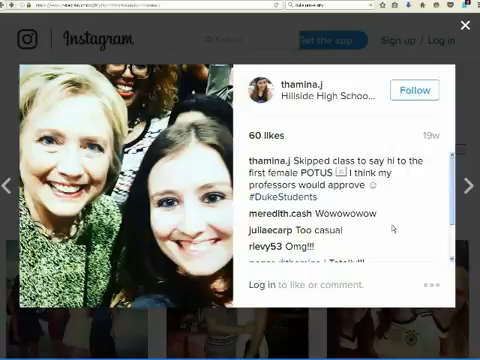 Instagram
Search
Get the app
Sign up / Log in
thamina.j
Hillside High Schoo...
Follow
60 likes
19w
thamina.j Skipped class to say hi to the
first female POTUS I think my
professors would approve ☺
#DukeStudents
meredith.cash Wowowowow
juliaecarp Too casual
rlevy53 Omg!!!
Log in to like or comment.